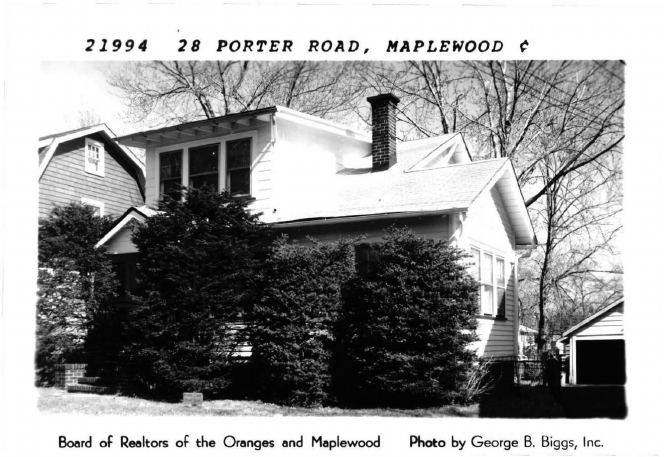 21994 28 PORTER ROAD, MAPLEWOOD ¢
Board of Realtors of the Oranges and Maplewood Photo by George B. Biggs, Inc.